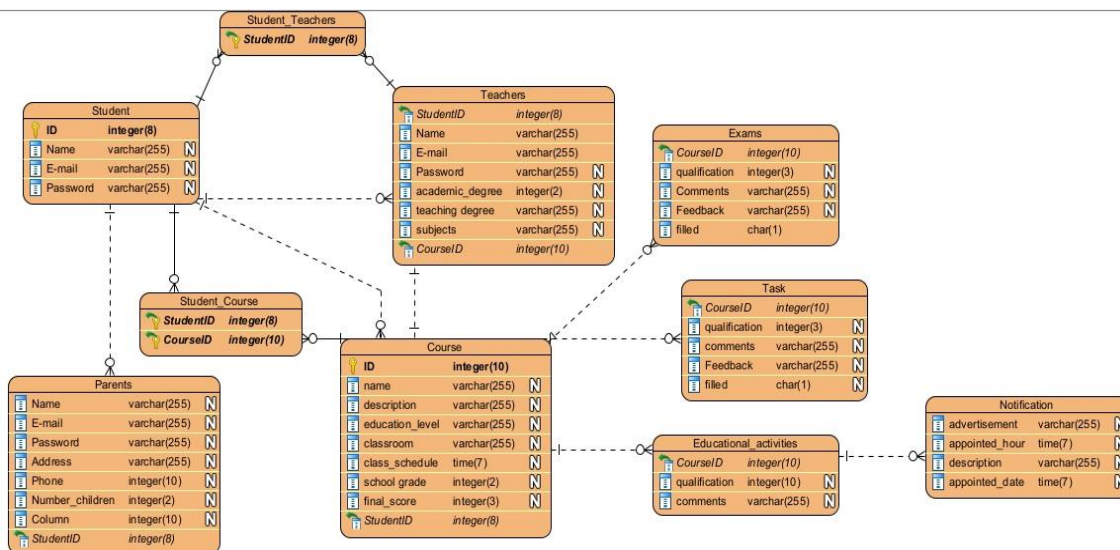 Student_Teachers
StudentID integer(8)
Student
ID integer(8)
Name varchar(255) N
E-mail varchar(255) N
Password varchar(255) N
Teachers
StudentID integer(8)
Name varchar(255)
E-mail varchar(255)
Password varchar(255) N
academic_degree integer(2) N
teaching degree varchar(255) N
subjects varchar(255) N
CourseID integer(10)
Exams
CourseID integer(10)
qualification integer(3) N
Comments varchar(255) N
Feedback varchar(255) N
filled char(1)
Student_Course
StudentID integer(8)
CourseID integer(10)
Task
CourseID integer(10)
qualification integer(3) N
comments varchar(255) N
Feedback varchar(255) N
filled char(1) N
Parents
Name varchar(255) N
E-mail varchar(255) N
Password varchar(255) N
Address varchar(255) N
Phone integer(10) N
Number_children integer(2) N
Column integer(10) N
StudentID integer(8)
Course
ID integer(10)
name varchar(255) N
description varchar(255) N
education_level varchar(255) N
classroom varchar(255) N
class_schedule time(7) N
school grade integer(2) N
final_score integer(3) N
StudentID integer(8)
Educational_activities
CourseID integer(10)
qualification integer(10) N
comments varchar(255) N
Notification
advertisement varchar(255) N
appointed_hour time(7) N
description varchar(255) N
appointed_date time(7) N